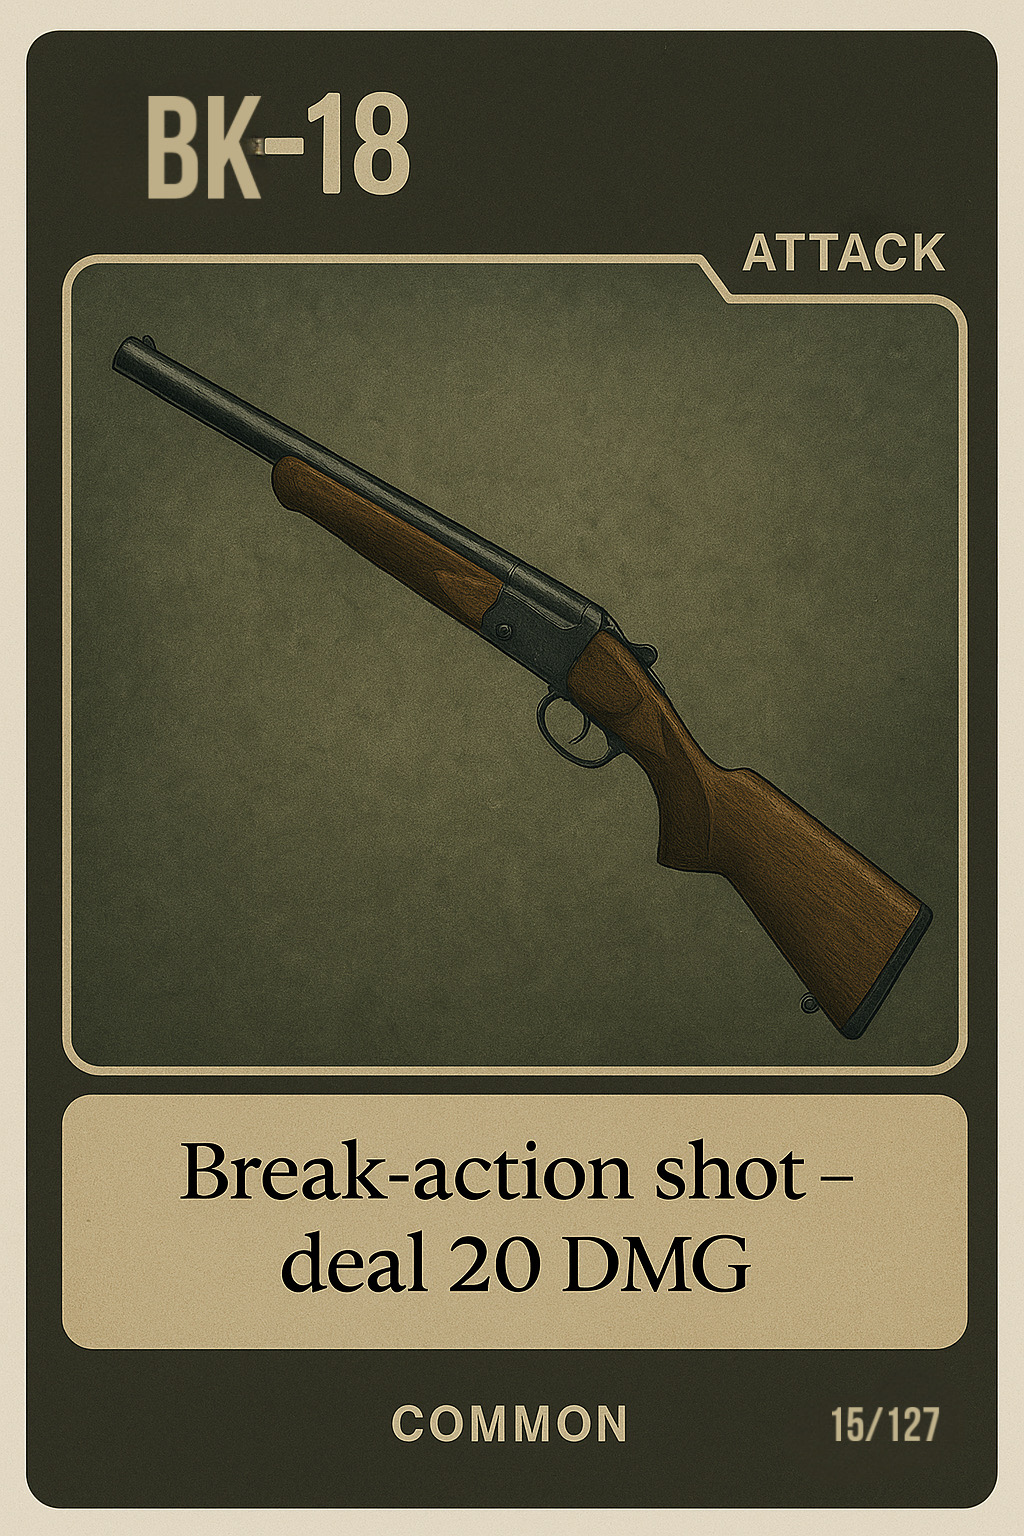 BK-18
ATTACK
Break-action shot –
deal 20 DMG
COMMON
15/127